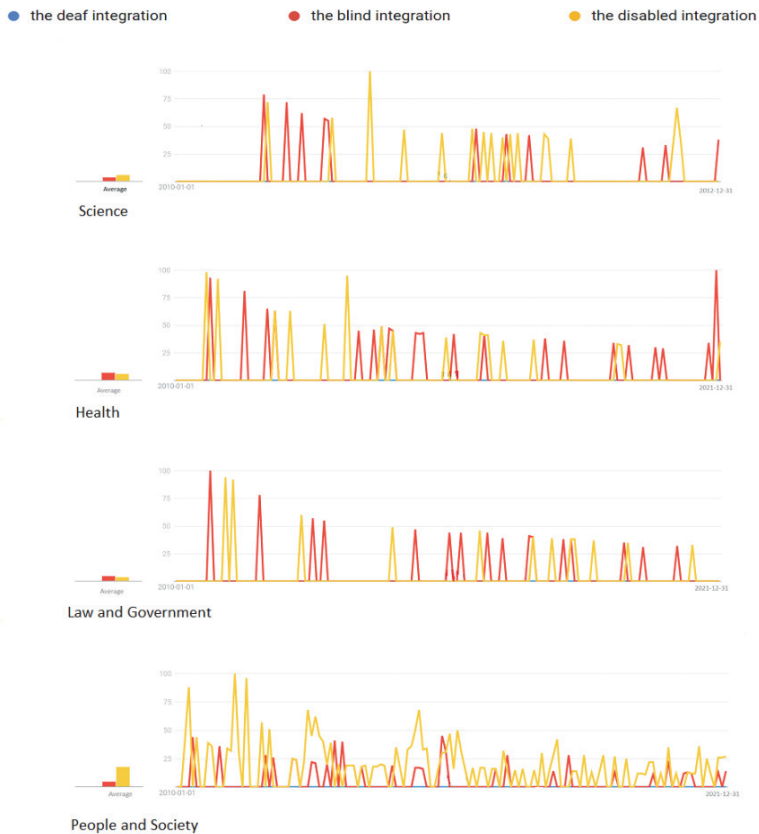 the deaf integration the blind integration the disabled integration
100
75
50
25
Average
2010-01-01 2012-12-31
Science
100
75
50
25
Average
2010-01-01 2021-12-31
Health
100
75
50
25
Average
2010-01-01 2021-12-31
Law and Government
100
75
50
25
Average
2010-01-01 2021-12-31
People and Society